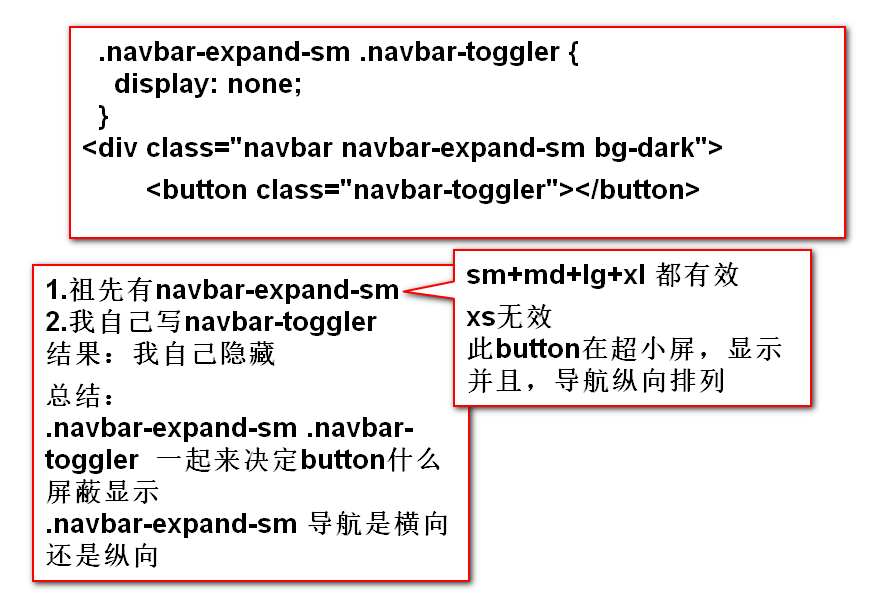 .navbar-expand-sm .navbar-toggler {
display: none;
}
<div class="navbar navbar-expand-sm bg-dark">
<button class="navbar-toggler"></button>
1.祖先有navbar-expand-sm
2.我自己写navbar-toggler
结果：我自己隐藏
总结：
.navbar-expand-sm .navbar-
toggler 一起来决定button什么
屏蔽显示
.navbar-expand-sm 导航是横向
还是纵向
sm+md+lg+xl 都有效
xs无效
此button在超小屏，显示
并且，导航纵向排列